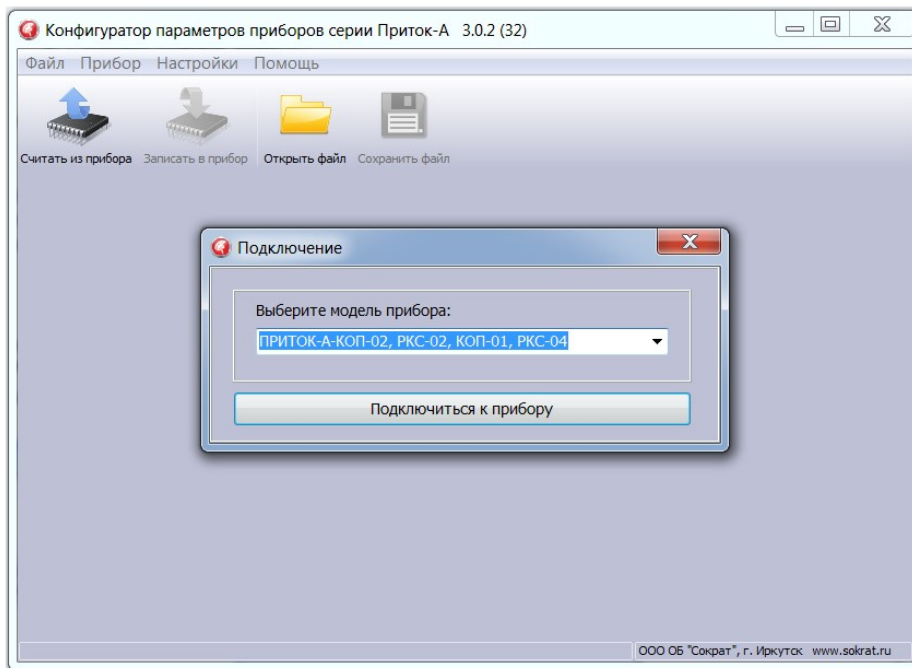 Конфигуратор параметров приборов серии Приток-А 3.0.2 (32)
Файл Прибор Настройки Помощь
Считать из прибора Записать в прибор Открыть файл Сохранить файл
Подключение
Выберите модель прибора:
ПРИТОК-А-КОП-02, РКС-02, КОП-01, РКС-04
Подключиться к прибору
ООО ОБ "Сократ", г. Иркутск www.sokrat.ru